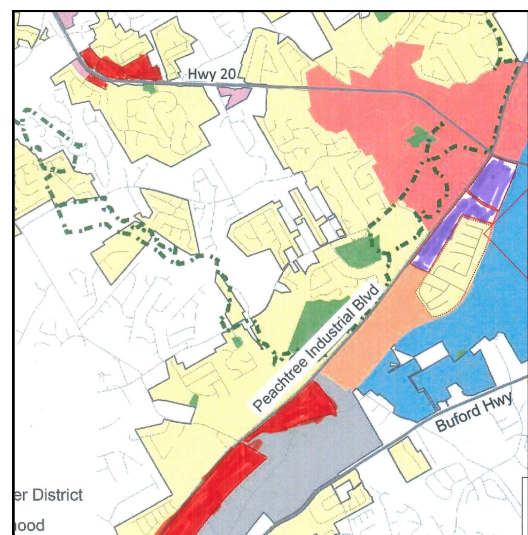 Hwy 20
Peachtree Industrial Blvd
Buford Hwy
er District
ood